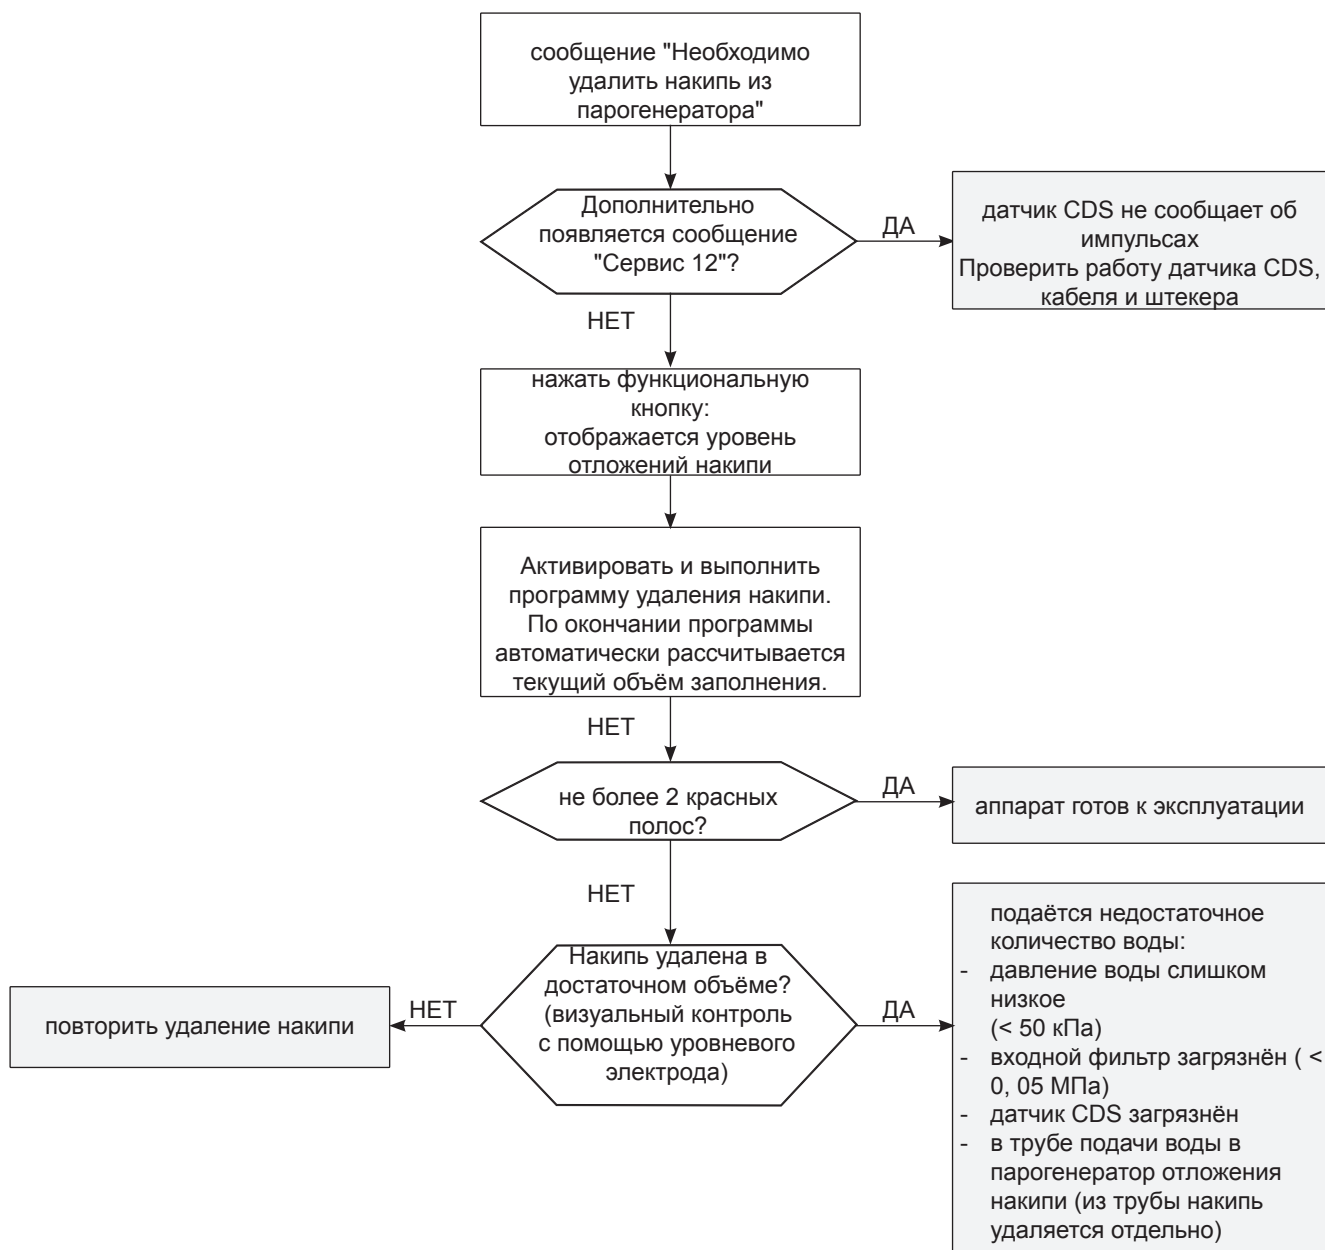 сообщение "Необходимо
удалить накипь из
парогенератора"
Дополнительно
появляется сообщение
"Сервис 12"?
ДА
датчик CDS не сообщает об
импульсах
Проверить работу датчика CDS,
кабеля и штекера
НЕТ
нажать функциональную
кнопку:
отображается уровень
отложений накипи
Активировать и выполнить
программу удаления накипи.
По окончании программы
автоматически рассчитывается
текущий объём заполнения.
НЕТ
не более 2 красных
полос?
ДА
аппарат готов к эксплуатации
НЕТ
Накипь удалена в
достаточном объёме?
(визуальный контроль
с помощью уровневого
электрода)
НЕТ
повторить удаление накипи
ДА
подаётся недостаточное
количество воды:
- давление воды слишком
низкое
(< 50 кПа)
- входной фильтр загрязнён ( <
0, 05 МПа)
- датчик CDS загрязнён
- в трубе подачи воды в
парогенератор отложения
накипи (из трубы накипь
удаляется отдельно)